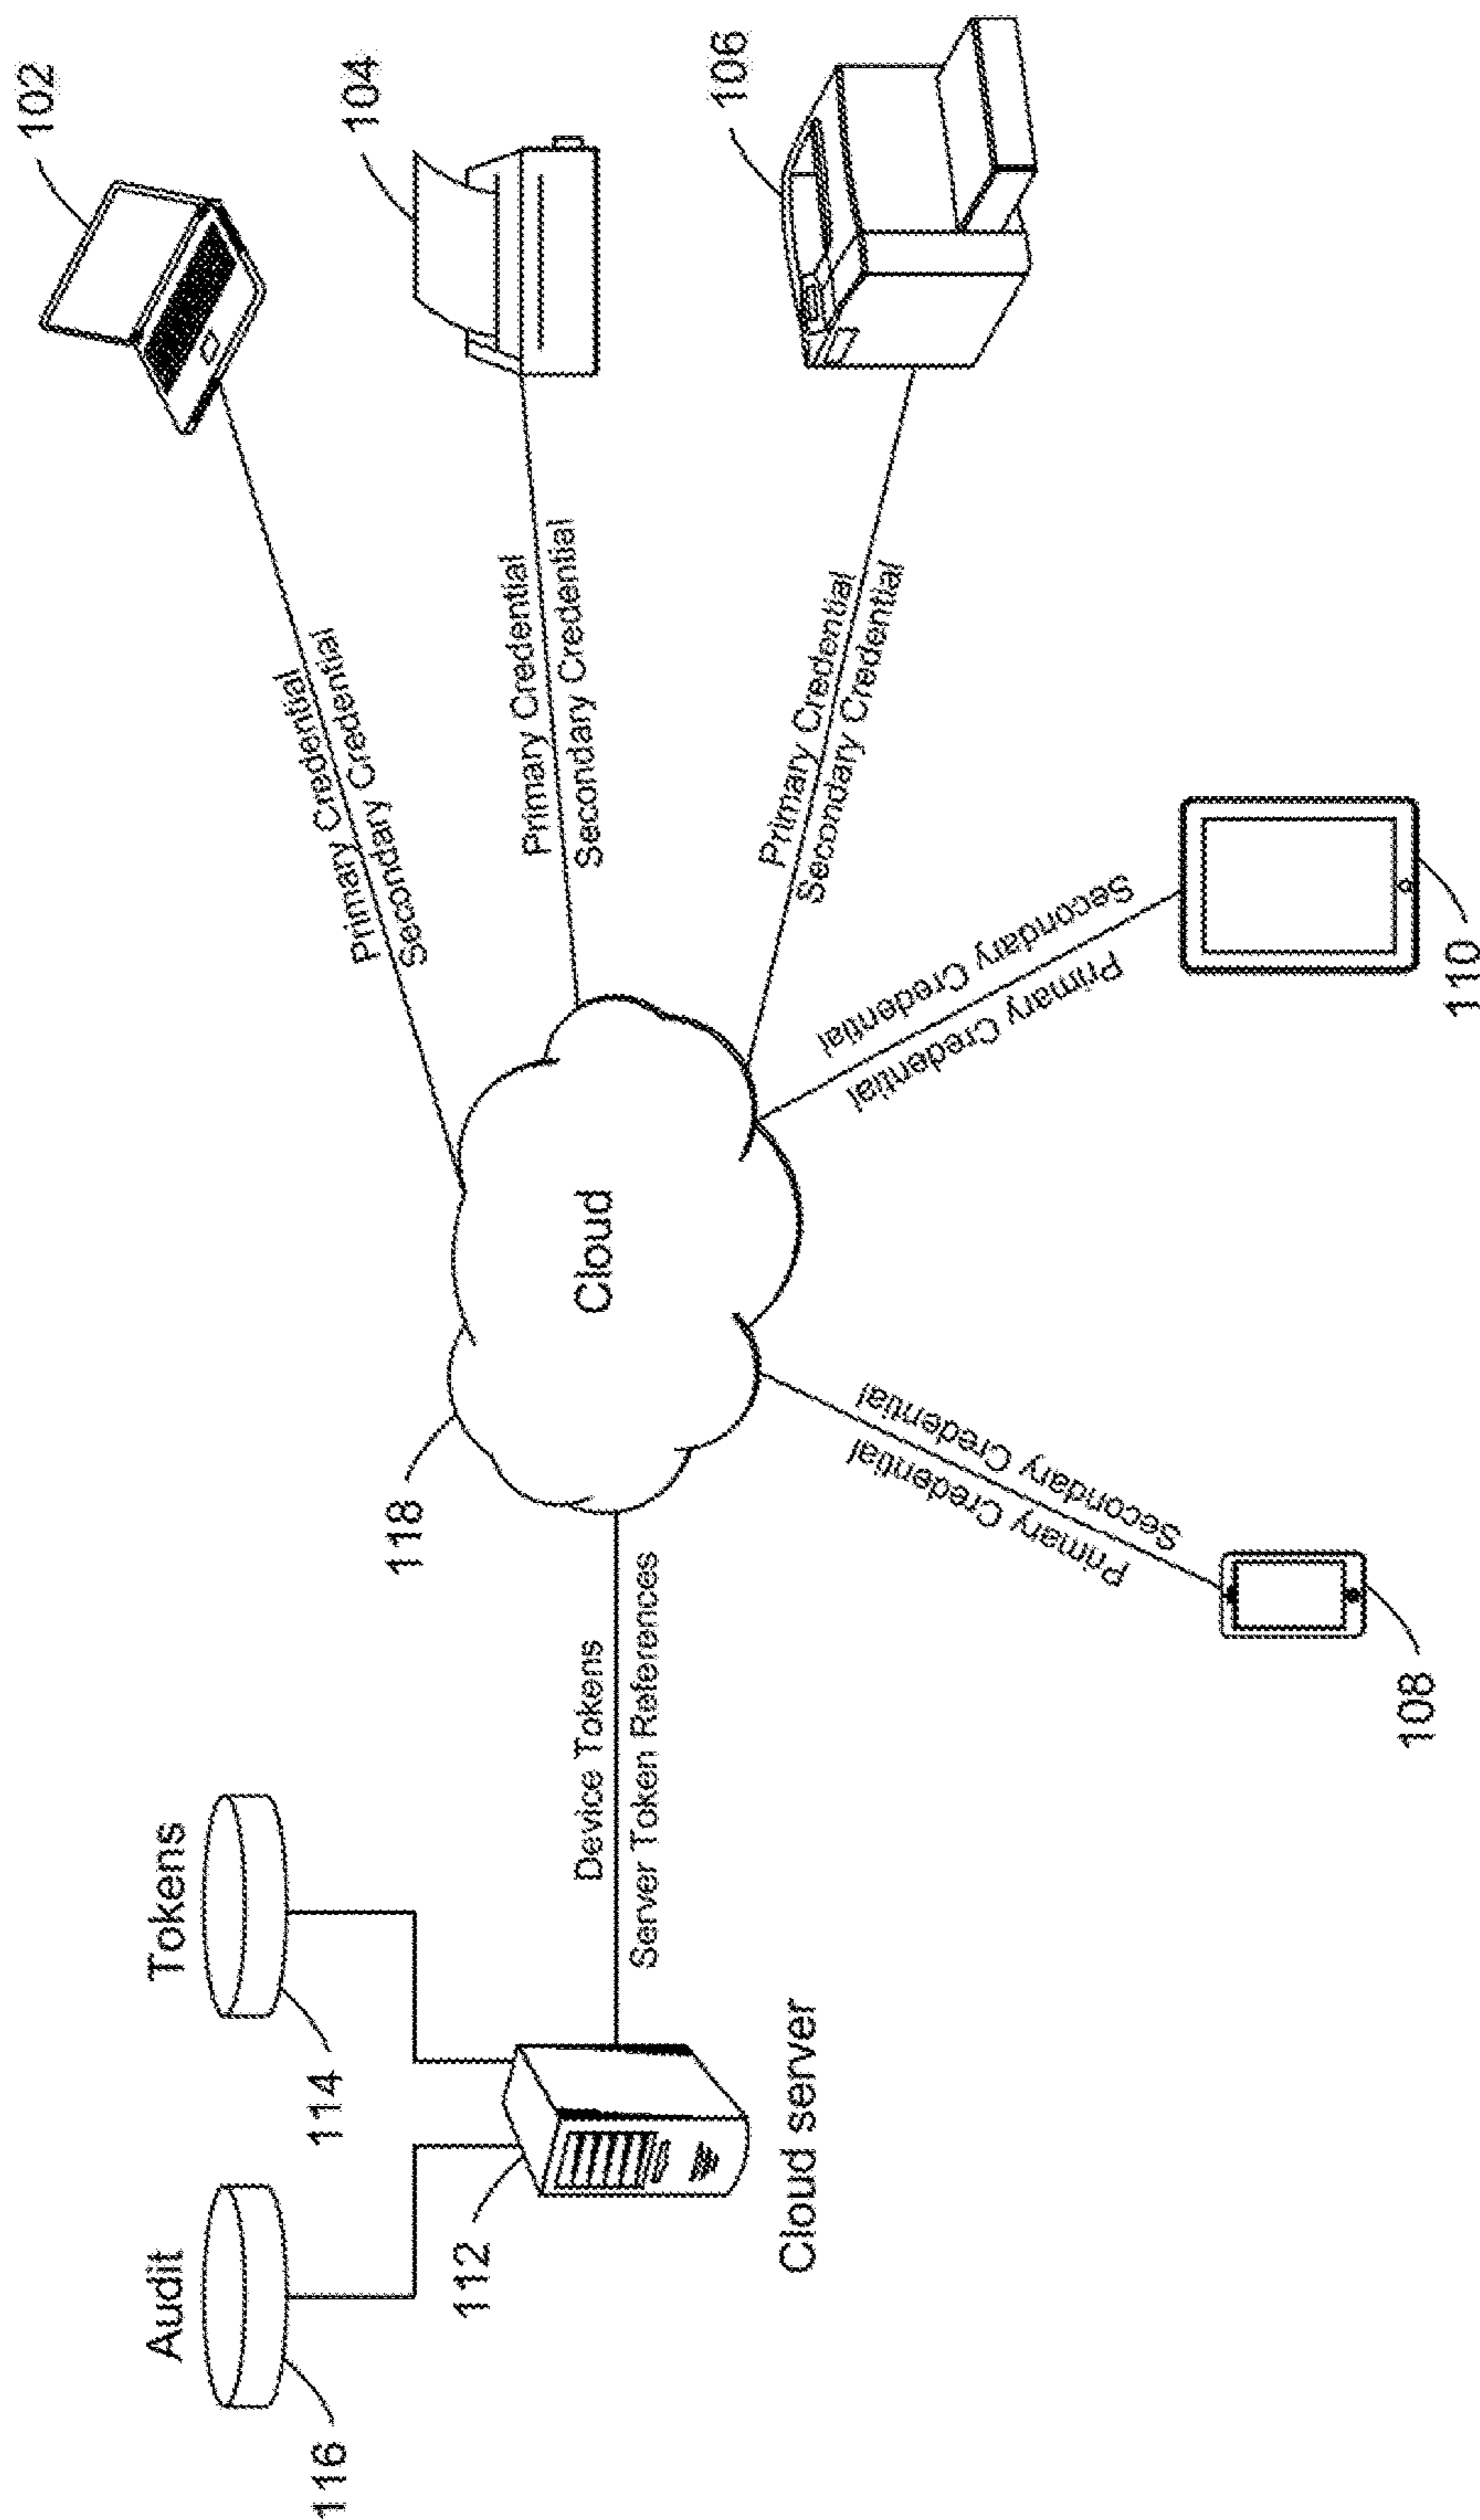 Audit
Tokens
116
114
112
Cloud server
Device Tokens
Server Token References
118
Cloud
102
Primary Credential
Secondary Credential
104
Primary Credential
Secondary Credential
106
Primary Credential
Secondary Credential
Primary Credential
Secondary Credential
108
Primary Credential
Secondary Credential
110